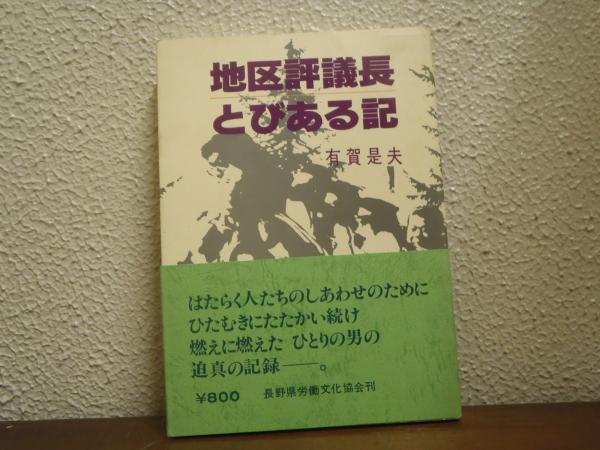 地区評議長
とびある記
有賀是夫
はたらく人たちのしあわせのために
ひたむきにたたかい続け
燃えに燃えた ひとりの男の
迫真の記録――。
¥800 長野県労働文化協会刊